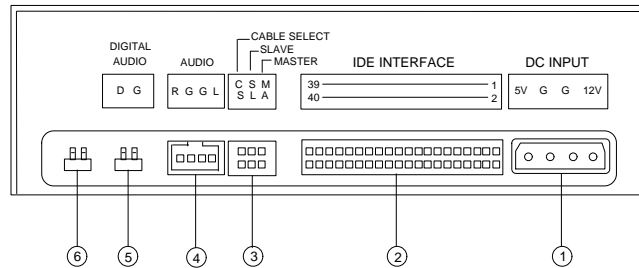 CABLE SELECT
SLAVE
MASTER
DIGITAL
AUDIO
AUDIO
IDE INTERFACE
DC INPUT
D G
R G G L
C S M
S L A
39 1
40 2
5V G G 12V
6 5 4 3 2 1